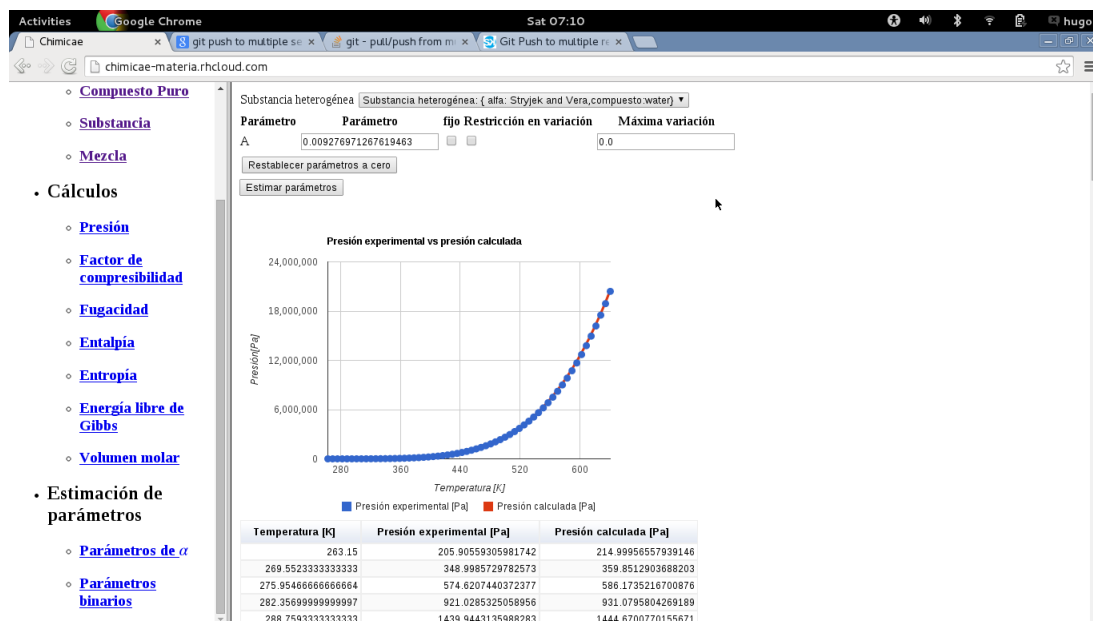 Activities
Google Chrome
Sat 07:10
hugo
Chimicae
git push to multiple se
git - pull/push from m
Git Push to multiple re
chimicae-materia.rhcloud.com
Compuesto Puro
Substancia
Mezcla
Cálculos
Presión
Factor de
compresibilidad
Fugacidad
Entalpía
Entropía
Energía libre de
Gibbs
Volumen molar
Estimación de
parámetros
Parámetros de α
Parámetros
binarios
Substancia heterogénea Substancia heterogénea: { alfa: Stryjek and Vera,compuesto:water}
Parámetro Parámetro fijo Restricción en variación Máxima variación
A 0.009276971267619463 0.0
Restablecer parámetros a cero
Estimar parámetros
Presión experimental vs presión calculada
24,000,000
18,000,000
12,000,000
6,000,000
0
Presión[Pa]
280 360 440 520 600
Temperatura [K]
Presión experimental [Pa] Presión calculada [Pa]
Temperatura [K] Presión experimental [Pa] Presión calculada [Pa]
263.15 205.90559305981742 214.99956557939146
269.5523333333333 348.9985729782573 359.8512903688203
275.95466666666664 574.6207440372377 586.1735216700876
282.35699999999997 921.0285325058956 931.0795804269189
288.7593333333333 1439.9443135988283 1444.6700770155671